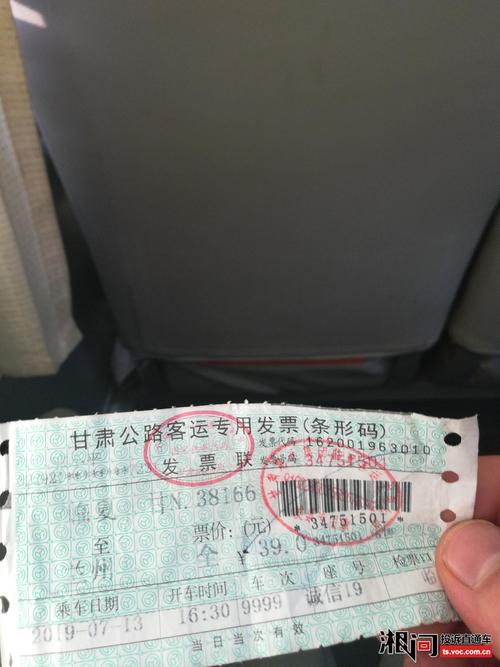 甘肃公路客运专用发票(条形码)
发票联
发票代码 162001963010
临夏
N. 38166
至
票价:(元)
兰州
全 ¥39.0
*34751501*
34751501
乘车日期 开车时间 车次 座号 检票口
2019-07-13 16:30 9999 诚信19
当日当次有效
湘问 投诉直通车
ts.voc.com.cn